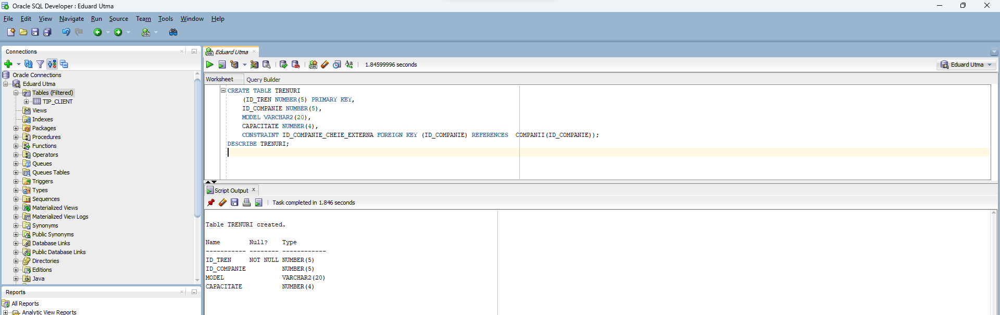 Oracle SQL Developer : Eduard Utma
File Edit View Navigate Run Source Team Tools Window Help
Connections
Oracle Connections
Eduard Utma
Tables (Filtered)
TIP_CLIENT
Views
Indexes
Packages
Procedures
Functions
Operators
Queues
Queues Tables
Triggers
Types
Sequences
Materialized Views
Materialized View Logs
Synonyms
Public Synonyms
Database Links
Public Database Links
Directories
Editions
Java
Reports
All Reports
Analytic View Reports
Eduard Utma
1.84599996 seconds
Eduard Utma
Worksheet Query Builder
CREATE TABLE TRENURI
(ID_TREN NUMBER(5) PRIMARY KEY,
ID_COMPANIE NUMBER(5),
MODEL VARCHAR2(20),
CAPACITATE NUMBER(4),
CONSTRAINT ID_COMPANIE_CHEIE_EXTERNA FOREIGN KEY (ID_COMPANIE) REFERENCES COMPANII(ID_COMPANIE));
DESCRIBE TRENURI;
Script Output
Task completed in 1.846 seconds
Table TRENURI created.
Name Null? Type
----------- -------- ------------
ID_TREN NOT NULL NUMBER(5)
ID_COMPANIE NUMBER(5)
MODEL VARCHAR2(20)
CAPACITATE NUMBER(4)